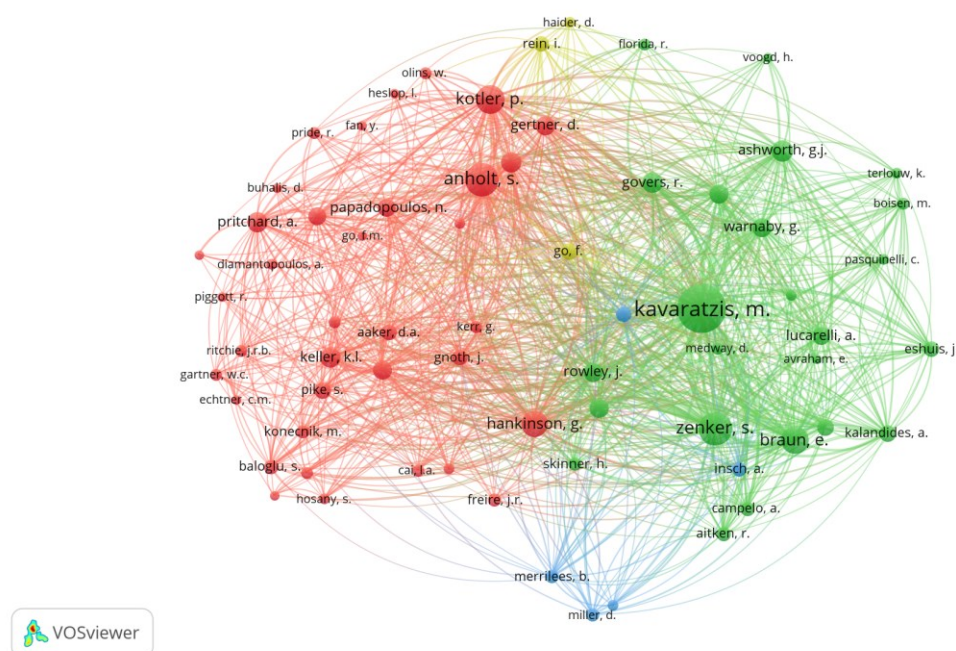 haider, d.
rein, i.
florida, r.
voogd, h.
olins, w.
heslop, l.
kotler, p.
fan, y.
gertner, d.
pride, r.
ashworth, g.j.
terlouw, k.
anholt, s.
govers, r.
buhalis, d.
boisen, m.
papadopoulos, n.
pritchard, a.
warnaby, g.
go, f.m.
go, f.
diamantopoulos, a.
pasquinelli, c.
piggott, r.
kavaratzis, m.
kerr, g.
aaker, d.a.
lucarelli, a.
ritchie, j.r.b.
medway, d.
eshuis, j
keller, k.l.
gnoth, j.
avraham, e.
gartner, w.c.
rowley, j.
pike, s.
echtner, c.m.
hankinson, g.
zenker, s.
konecnik, m.
braun, e.
kalandides, a.
baloglu, s.
cai, l.a.
skinner, h.
insch, a.
hosany, s.
freire, j.r.
campelo, a.
aitken, r.
merrilees, b.
miller, d.
VOSviewer